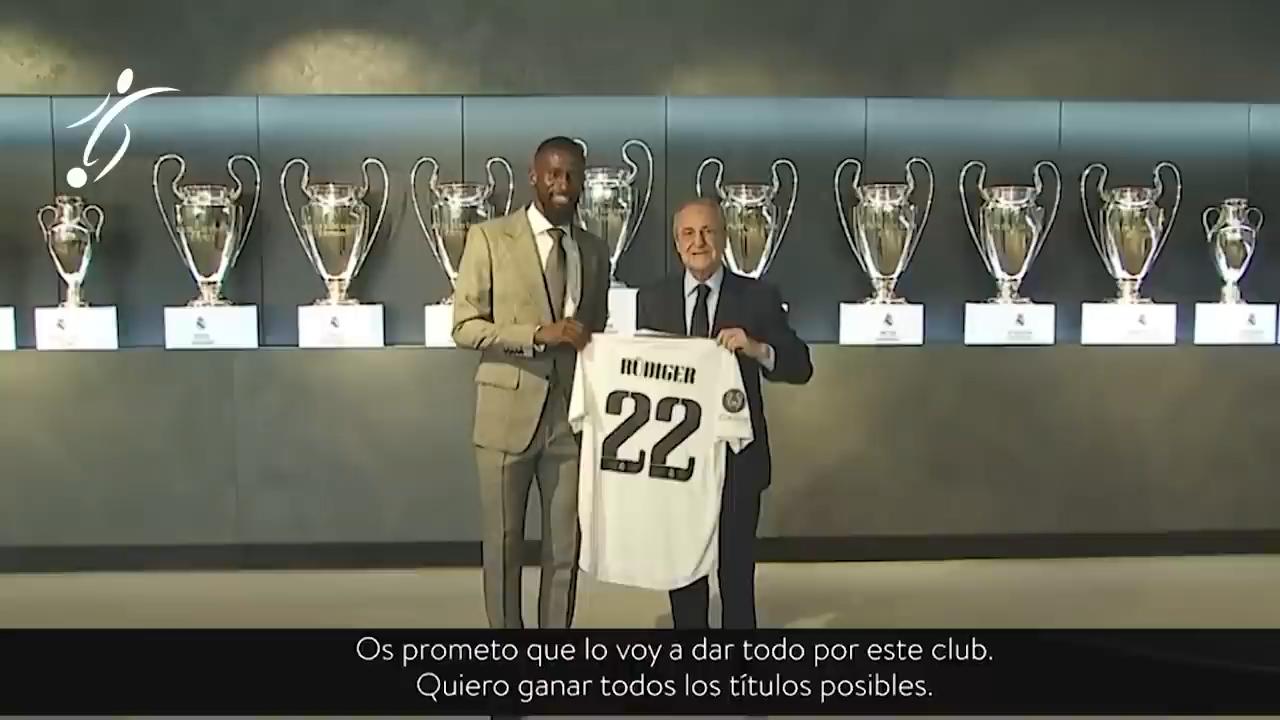 RÜDIGER
22
Os prometo que lo voy a dar todo por este club.
Quiero ganar todos los títulos posibles.